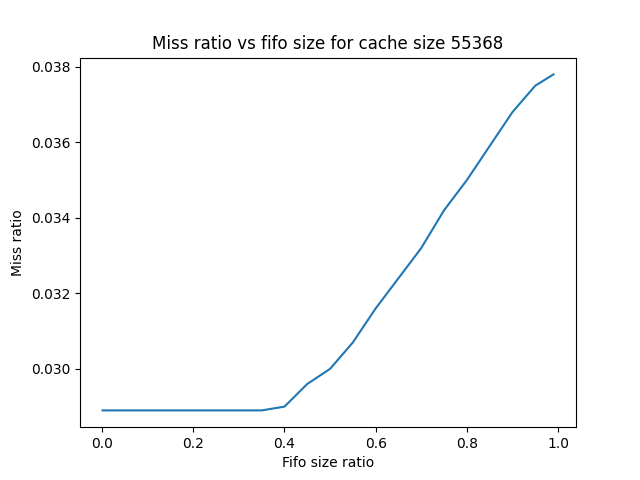 Miss ratio vs fifo size for cache size 55368
0.038
0.036
0.034
0.032
0.030
Miss ratio
0.0 0.2 0.4 0.6 0.8 1.0
Fifo size ratio